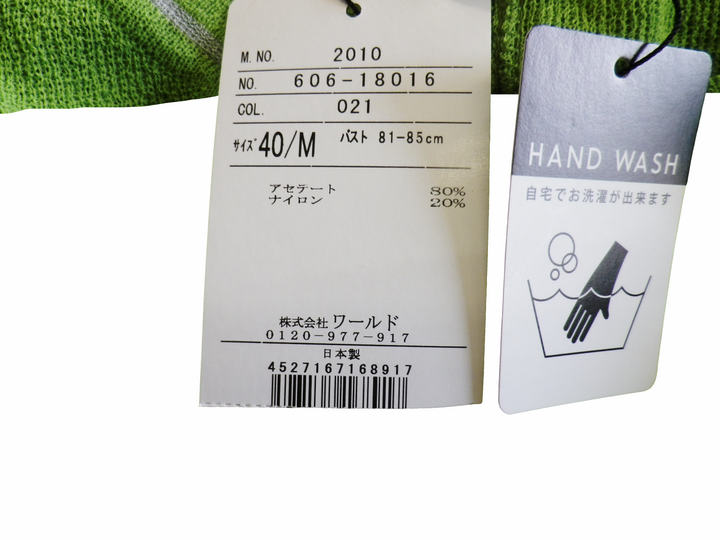 M. NO. 2010
NO. 606-18016
COL. 021
サイズ 40/M バスト 81-85cm
アセテート 80%
ナイロン 20%
株式会社 ワールド
0120-977-917
日本製
4527167168917
HAND WASH
自宅でお洗濯が出来ます